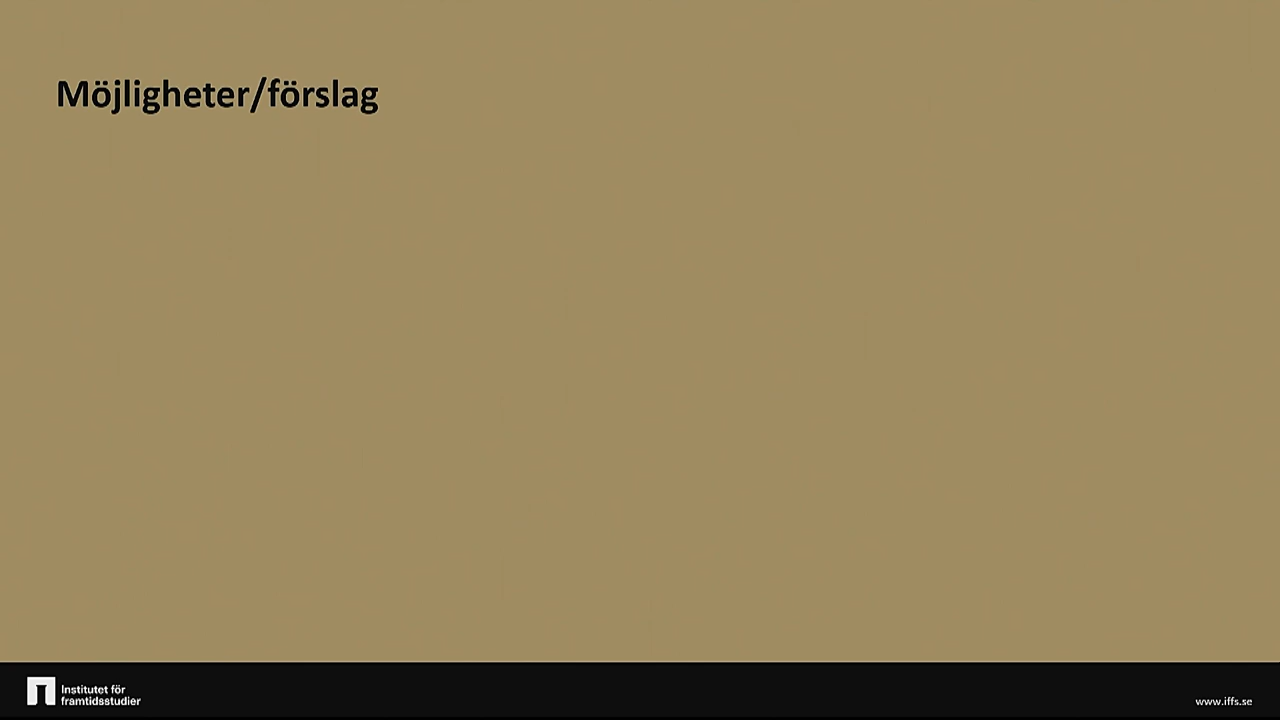 Möjligheter/förslag
Institutet för
framtidsstudier
www.iffs.se